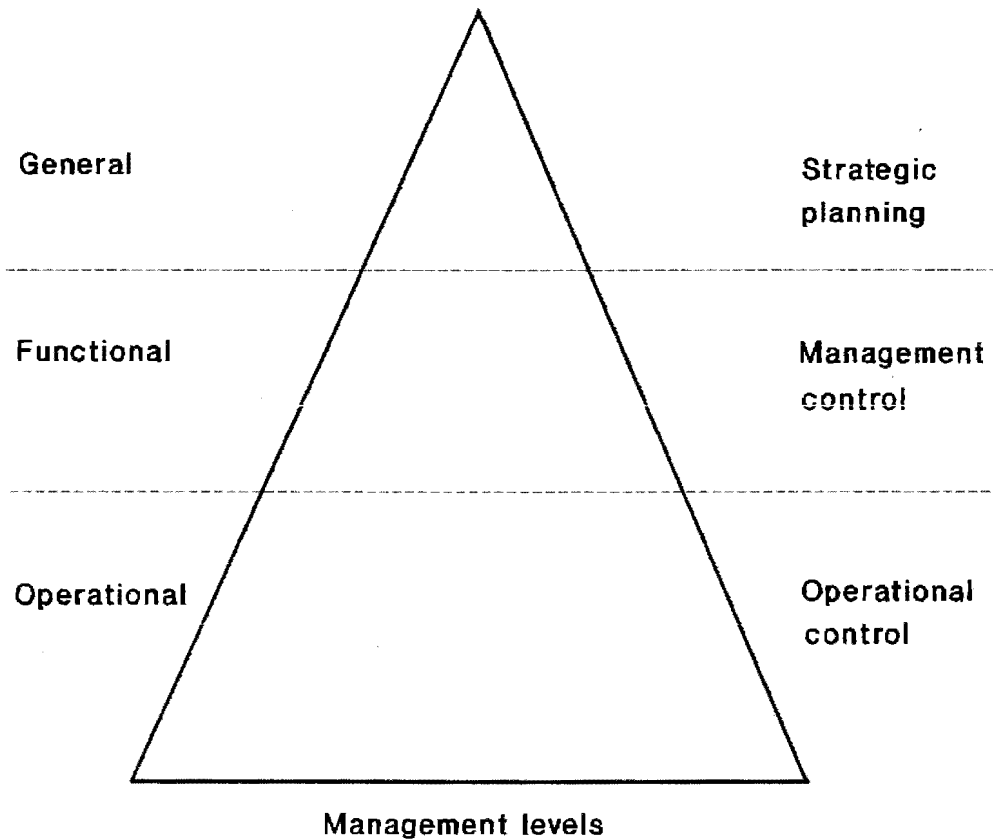 General
Strategic
planning
Functional
Management
control
Operational
Operational
control
Management levels